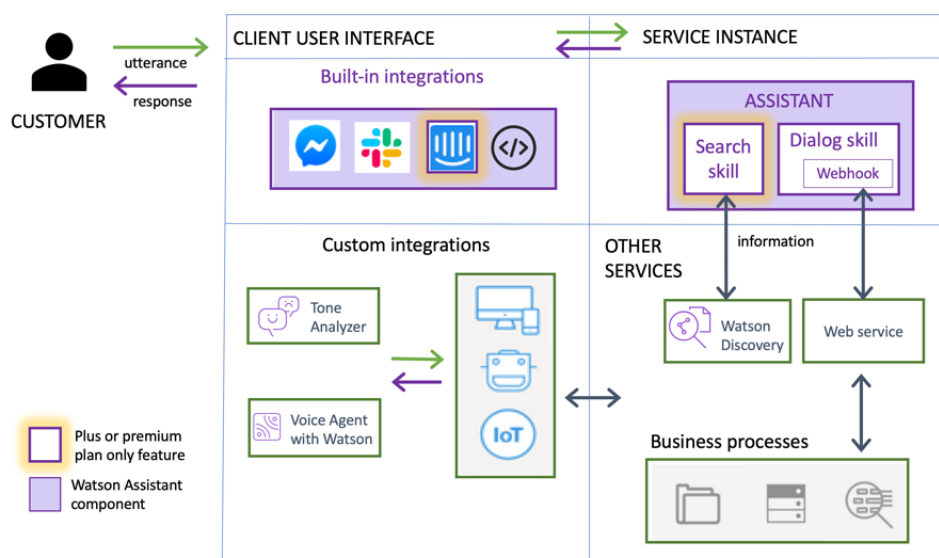 CLIENT USER INTERFACE
SERVICE INSTANCE
utterance
response
CUSTOMER
Built-in integrations
ASSISTANT
Search
skill
Dialog skill
Webhook
Custom integrations
OTHER
SERVICES
information
Tone
Analyzer
Watson
Discovery
Web service
Voice Agent
with Watson
IoT
Business processes
Plus or premium
plan only feature
Watson Assistant
component